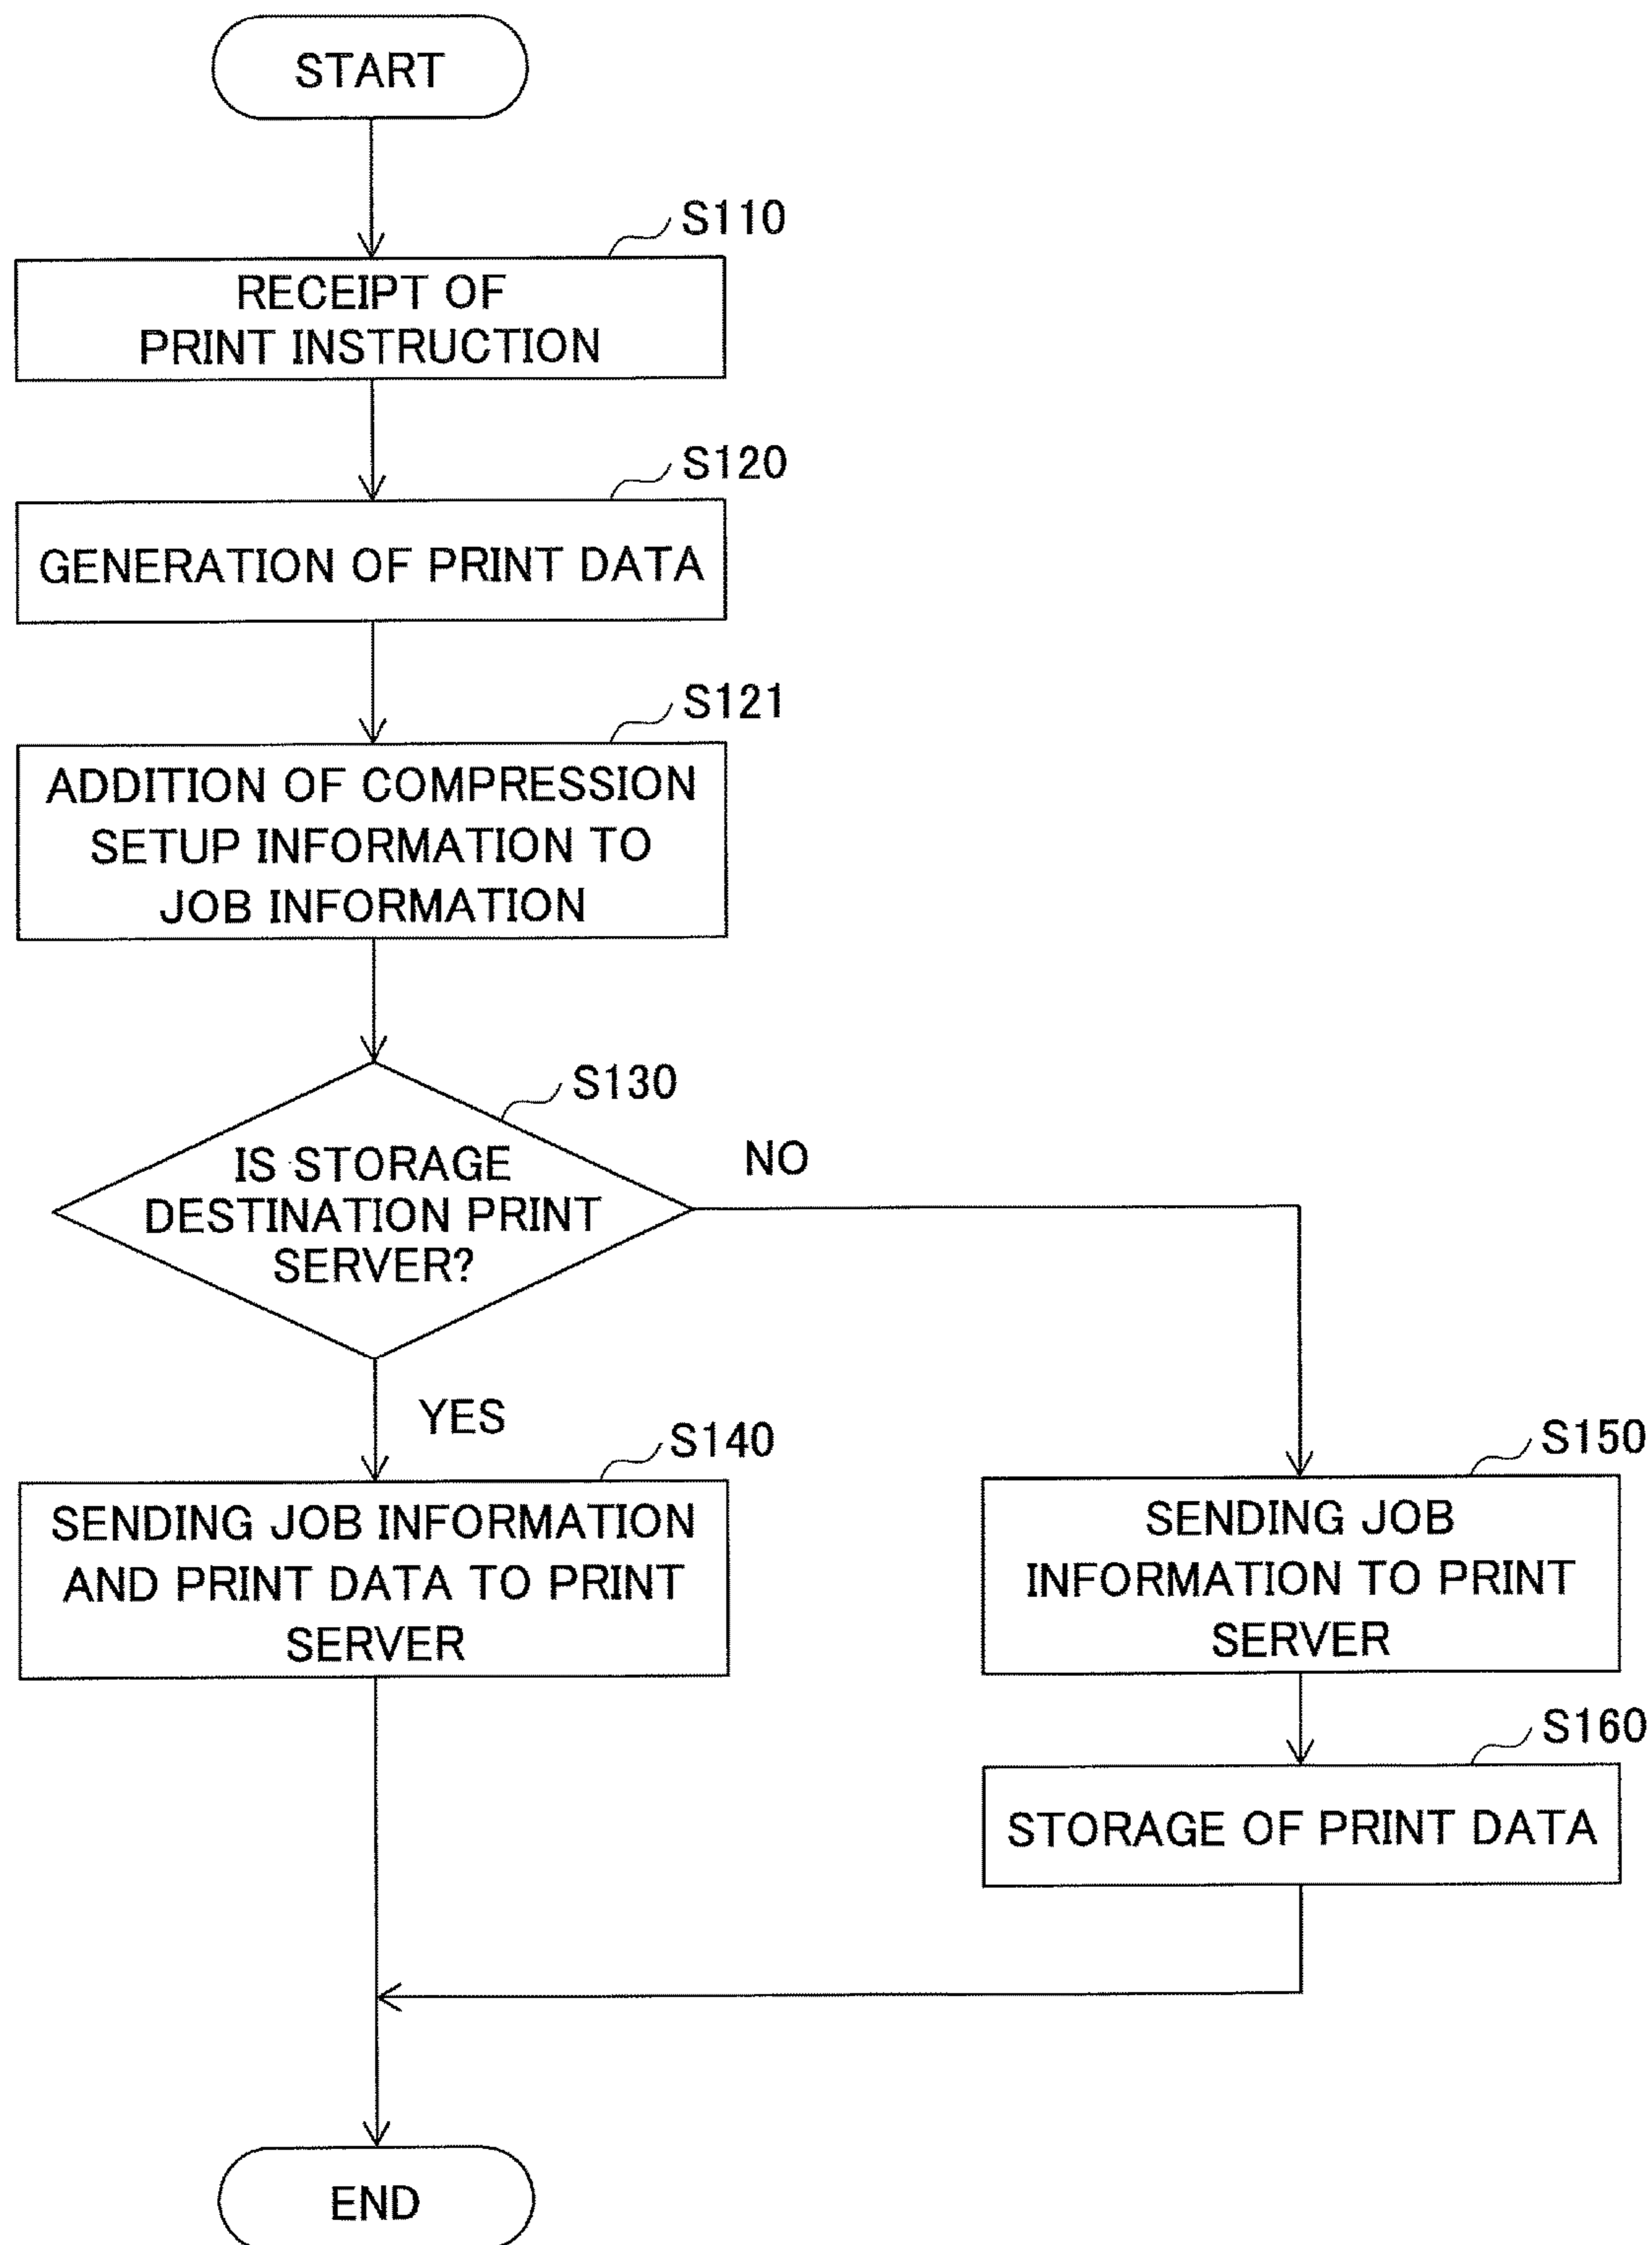 START
S110
RECEIPT OF
PRINT INSTRUCTION
S120
GENERATION OF PRINT DATA
S121
ADDITION OF COMPRESSION
SETUP INFORMATION TO
JOB INFORMATION
S130
IS STORAGE
DESTINATION PRINT
SERVER?
NO
YES
S140
SENDING JOB INFORMATION
AND PRINT DATA TO PRINT
SERVER
S150
SENDING JOB
INFORMATION TO PRINT
SERVER
S160
STORAGE OF PRINT DATA
END